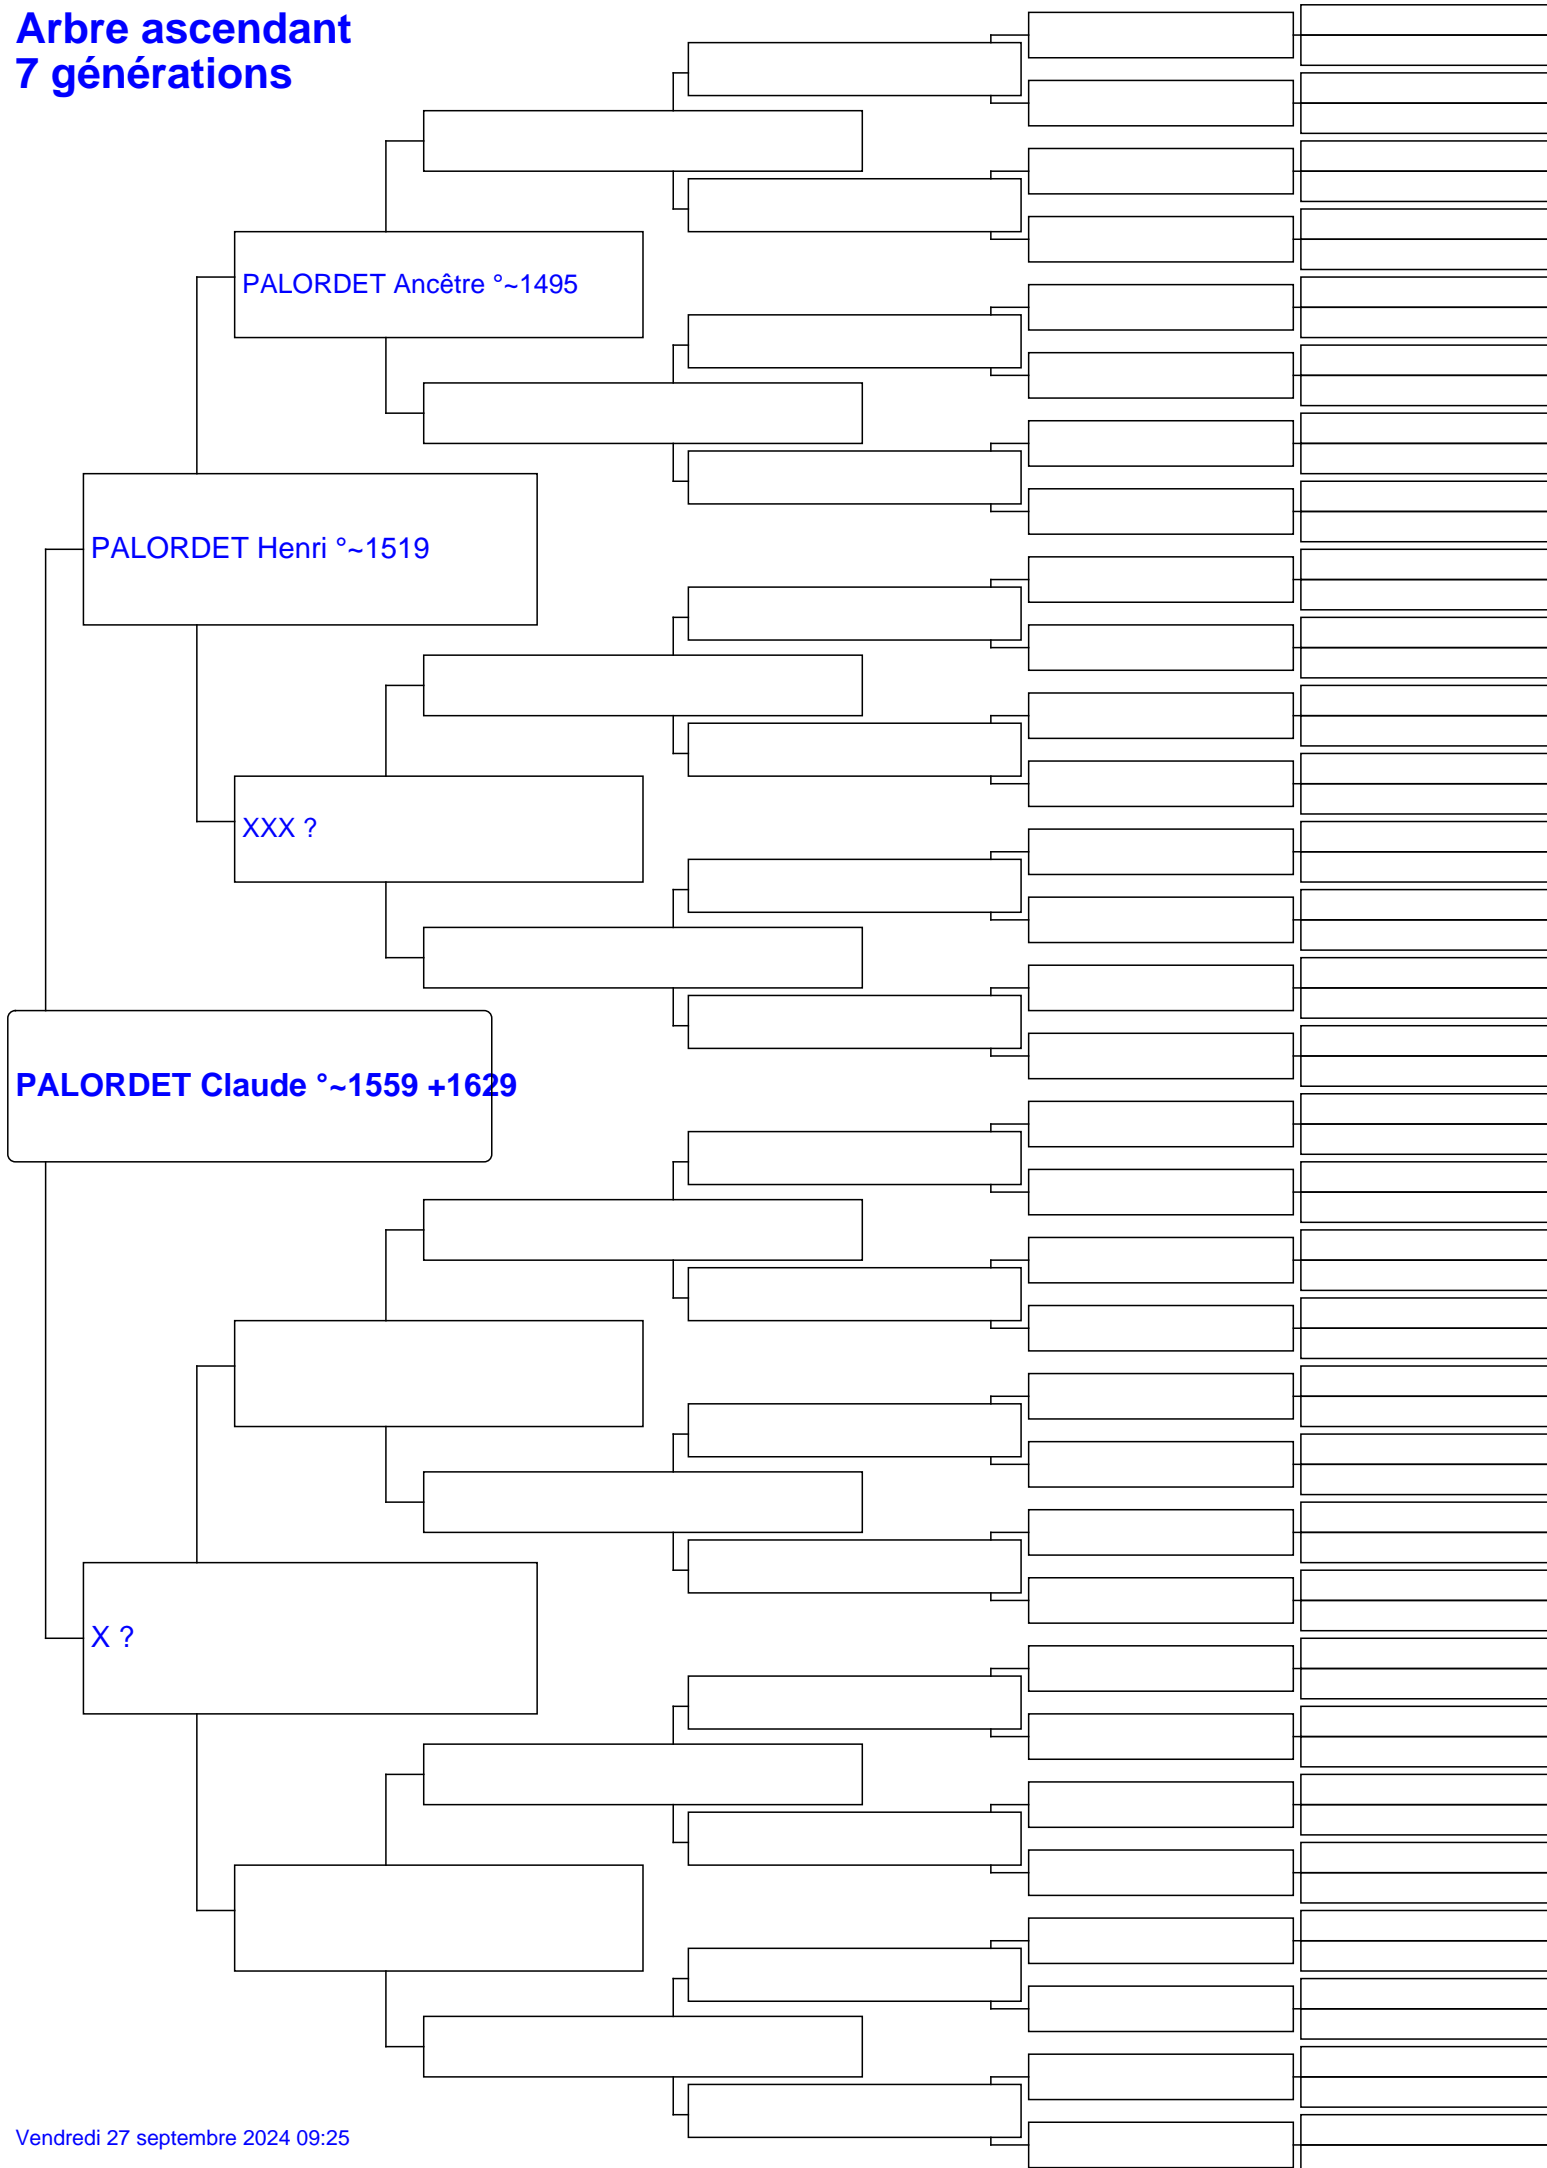 Arbre ascendant
7 générations
PALORDET Ancêtre °~1495
PALORDET Henri °~1519
XXX ?
PALORDET Claude °~1559 +1629
X ?
Vendredi 27 septembre 2024 09:25